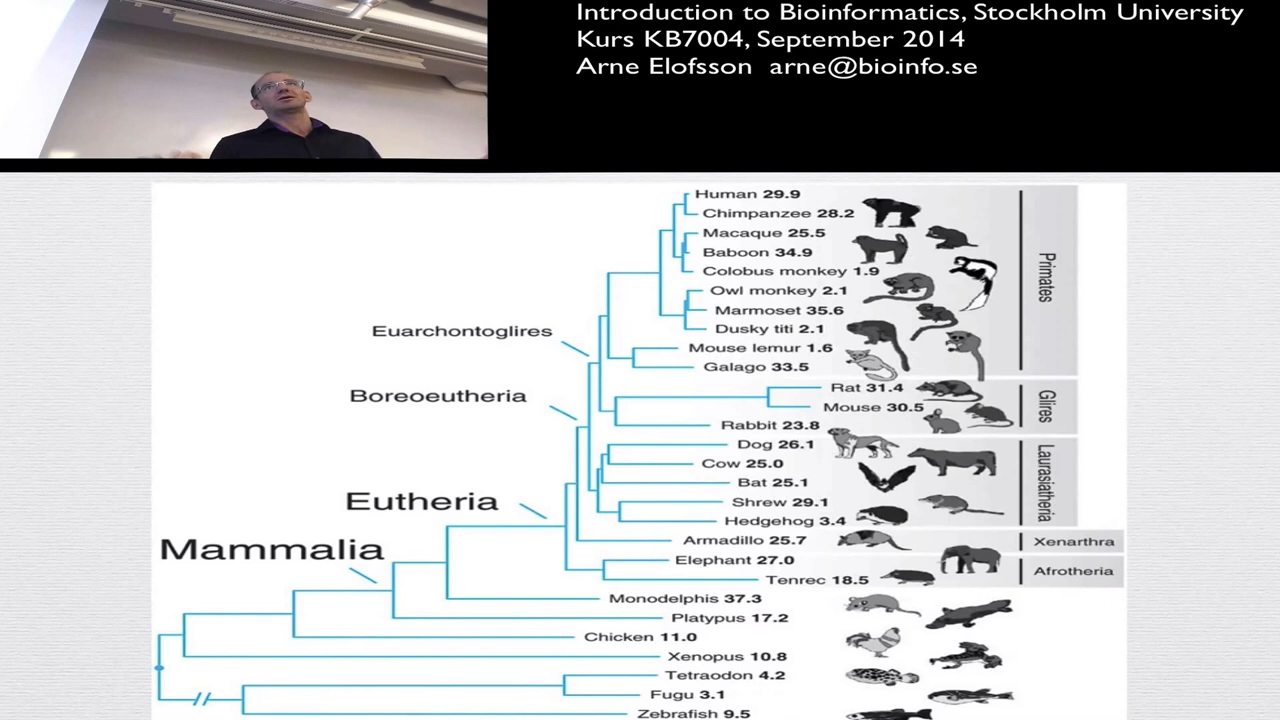 Introduction to Bioinformatics, Stockholm University
Kurs KB7004, September 2014
Arne Elofsson arne@bioinfo.se
Human 29.9
Chimpanzee 28.2
Macaque 25.5
Baboon 34.9
Colobus monkey 1.9
Owl monkey 2.1
Marmoset 35.6
Dusky titi 2.1
Mouse lemur 1.6
Galago 33.5
Primates
Euarchontoglires
Rat 31.4
Mouse 30.5
Rabbit 23.8
Glires
Boreoeutheria
Dog 26.1
Cow 25.0
Bat 25.1
Shrew 29.1
Hedgehog 3.4
Laurasiatheria
Eutheria
Armadillo 25.7
Xenarthra
Mammalia
Elephant 27.0
Tenrec 18.5
Afrotheria
Monodelphis 37.3
Platypus 17.2
Chicken 11.0
Xenopus 10.8
Tetraodon 4.2
Fugu 3.1
Zebrafish 9.5